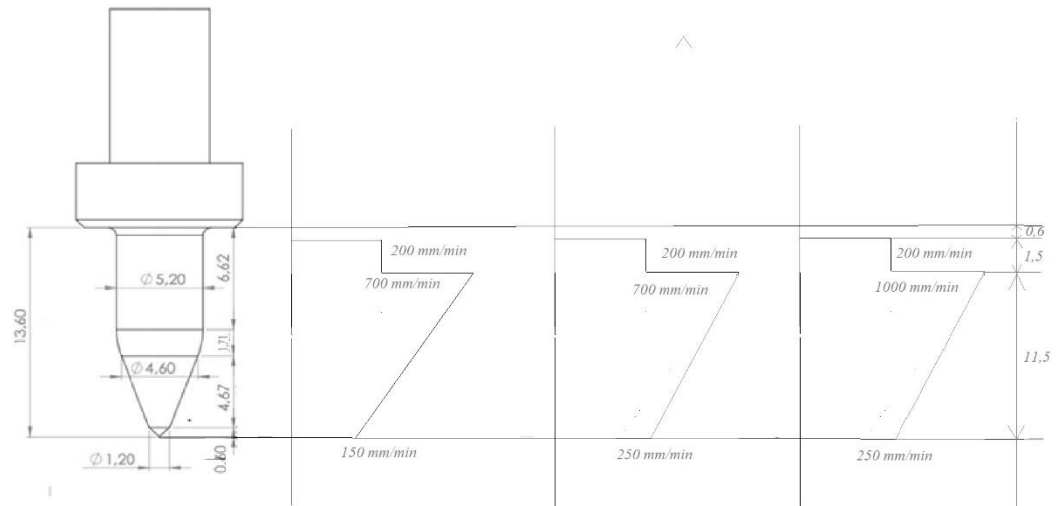 13,60
Ø 5,20
6,62
1,71
Ø 4,60
4,67
Ø 1,20
0.60
200 mm/min
700 mm/min
150 mm/min
200 mm/min
700 mm/min
250 mm/min
200 mm/min
1000 mm/min
250 mm/min
0,6
1,5
11,5